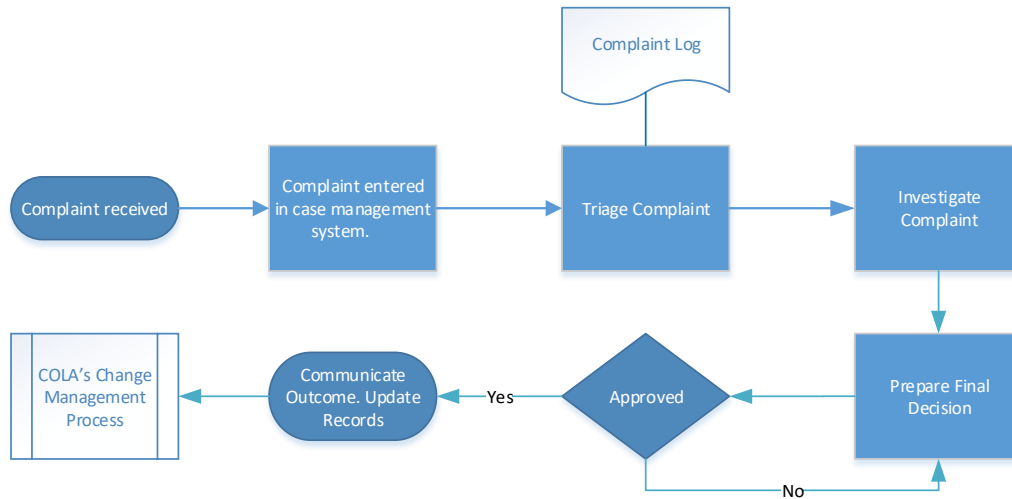 Complaint Log
Complaint received
Complaint entered
in case management
system.
Triage Complaint
Investigate
Complaint
COLA's Change
Management
Process
Communicate
Outcome. Update
Records
Yes
Approved
Prepare Final
Decision
No